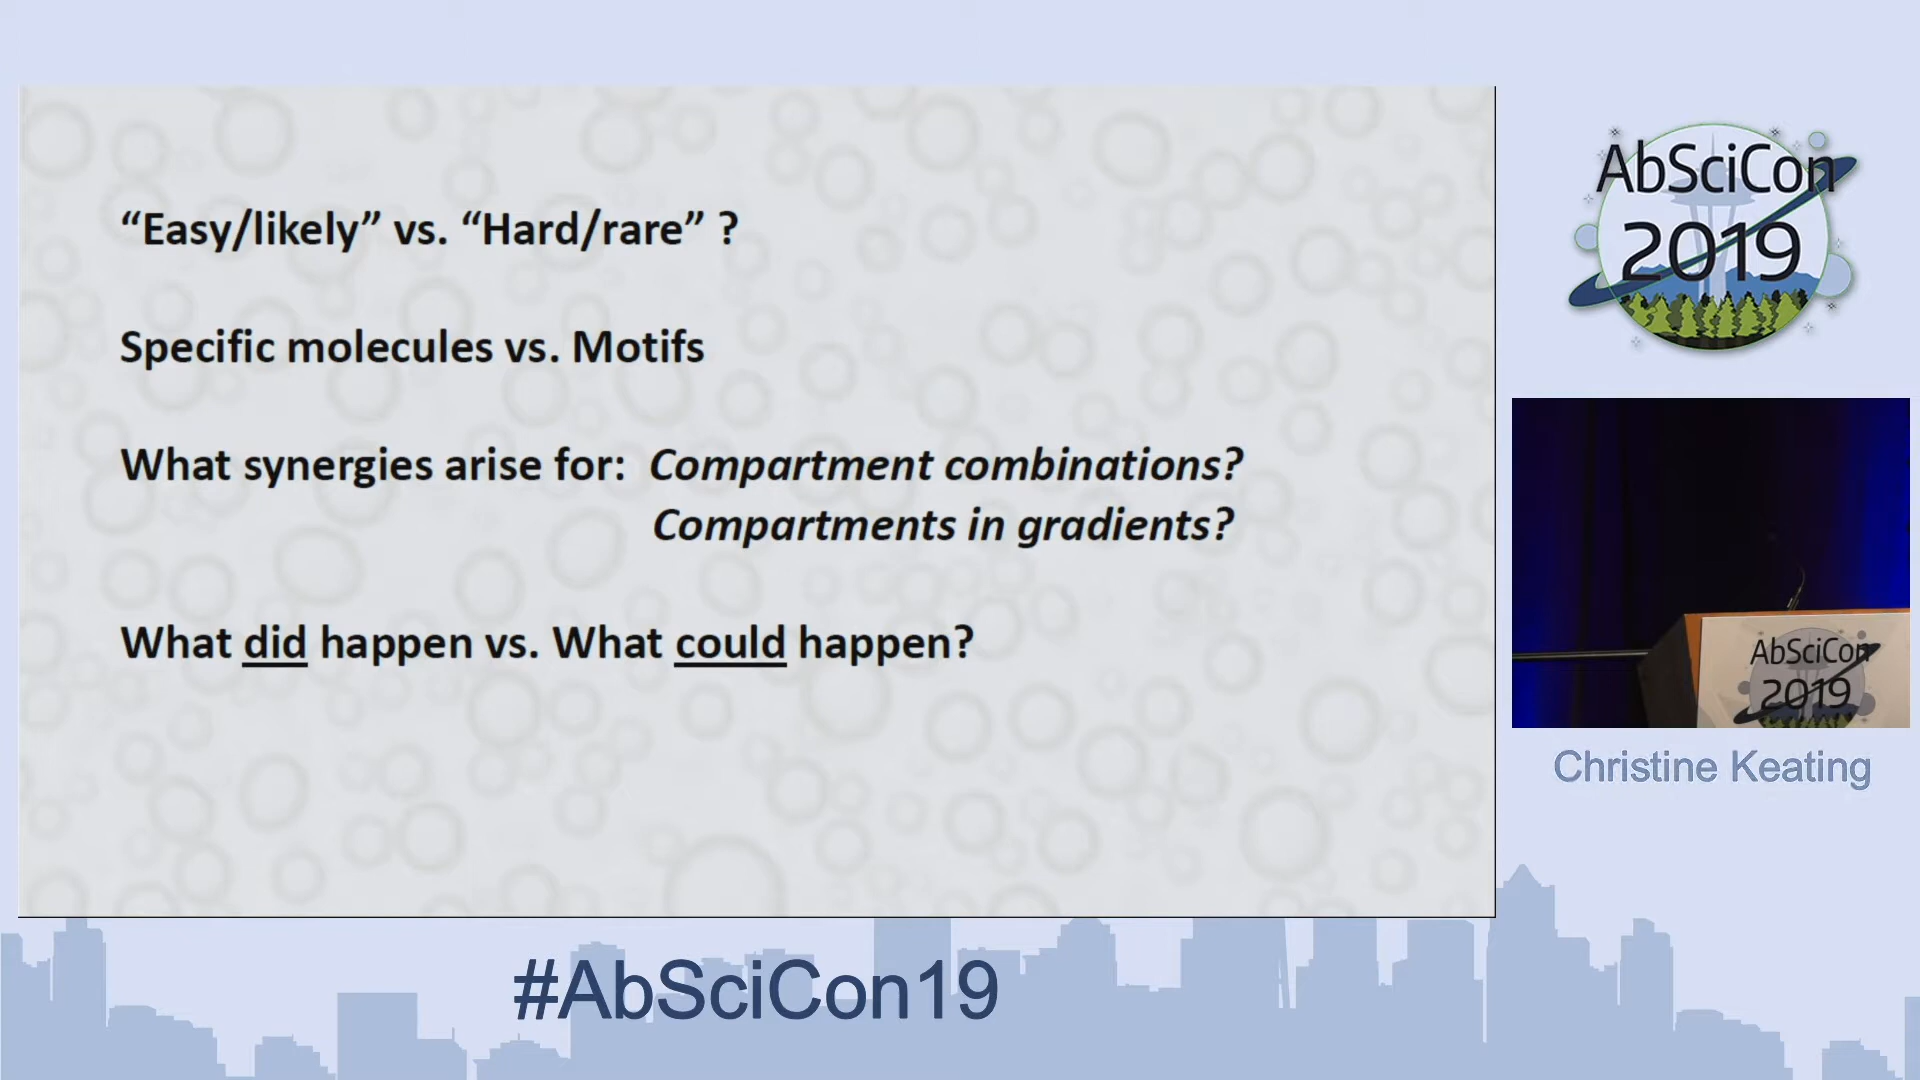 “Easy/likely” vs. “Hard/rare” ?
Specific molecules vs. Motifs
What synergies arise for: Compartment combinations?
Compartments in gradients?
What did happen vs. What could happen?
AbSciCon
2019
AbSciCon
2019
Christine Keating
#AbSciCon19